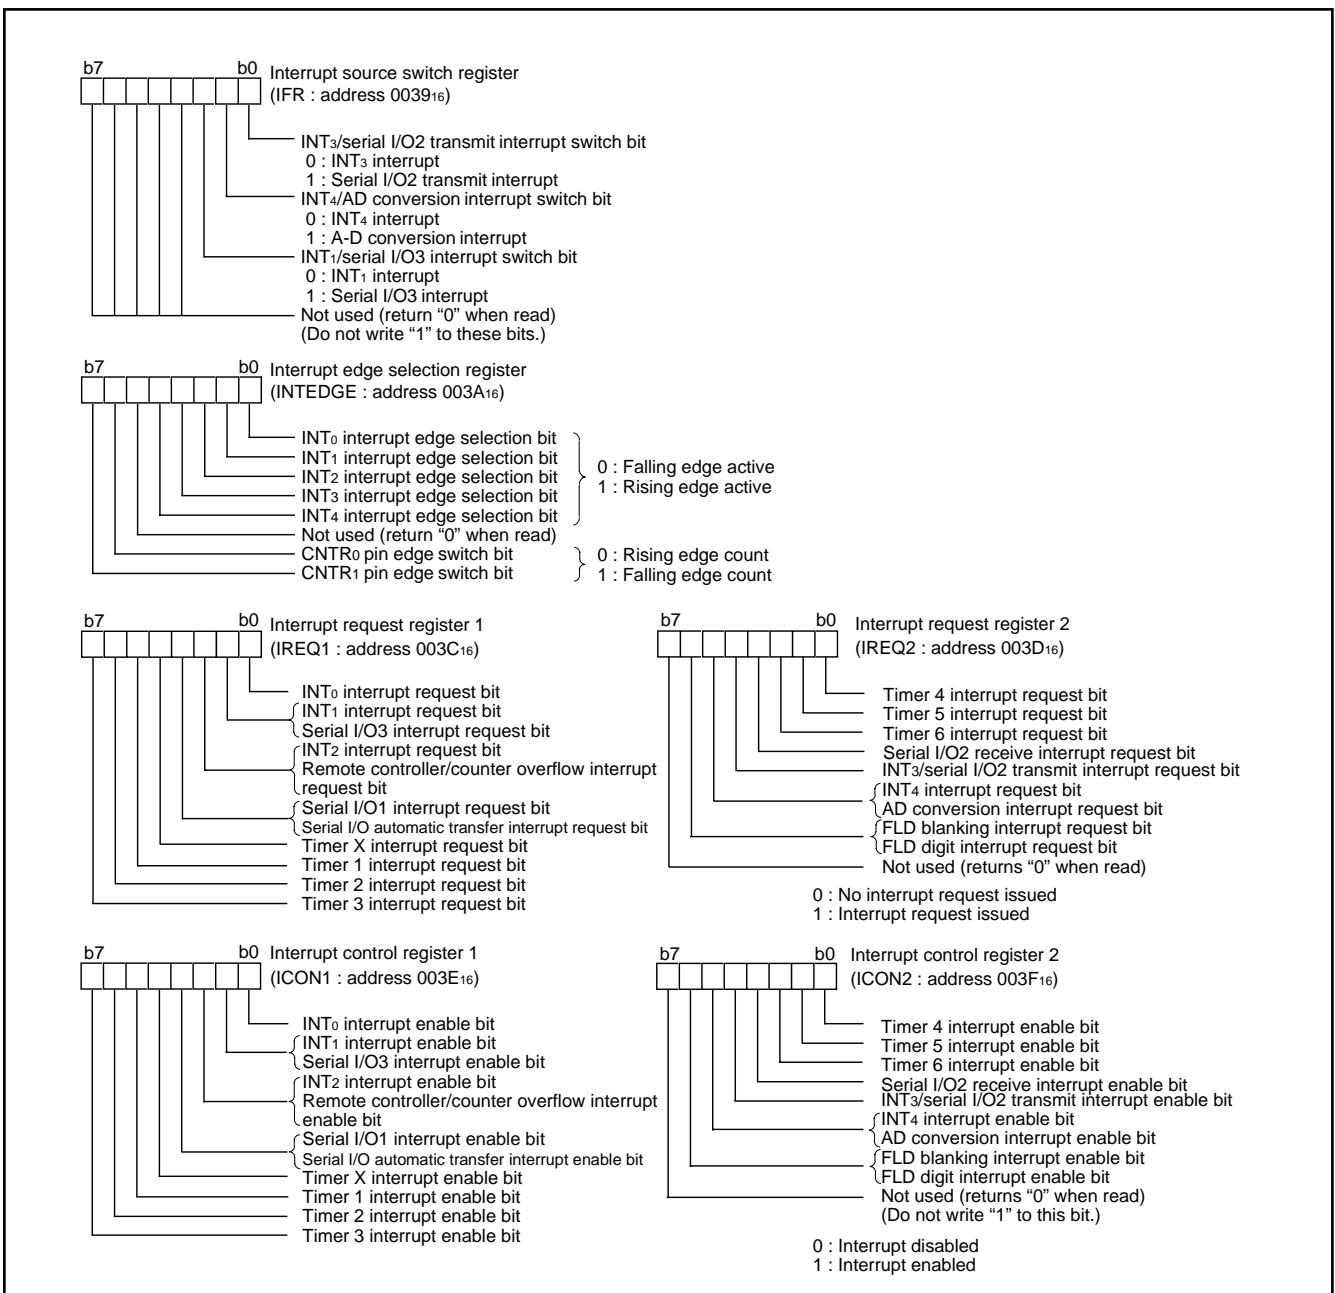 b7 b0 Interrupt source switch register
(IFR : address 003916)
INT3/serial I/O2 transmit interrupt switch bit
0 : INT3 interrupt
1 : Serial I/O2 transmit interrupt
INT4/AD conversion interrupt switch bit
0 : INT4 interrupt
1 : A-D conversion interrupt
INT1/serial I/O3 interrupt switch bit
0 : INT1 interrupt
1 : Serial I/O3 interrupt
Not used (return “0” when read)
(Do not write “1” to these bits.)
b7 b0 Interrupt edge selection register
(INTEDGE : address 003A16)
INT0 interrupt edge selection bit
INT1 interrupt edge selection bit
INT2 interrupt edge selection bit
INT3 interrupt edge selection bit
INT4 interrupt edge selection bit
0 : Falling edge active
1 : Rising edge active
Not used (return “0” when read)
CNTR0 pin edge switch bit
CNTR1 pin edge switch bit
0 : Rising edge count
1 : Falling edge count
b7 b0 Interrupt request register 1
(IREQ1 : address 003C16)
INT0 interrupt request bit
INT1 interrupt request bit
Serial I/O3 interrupt request bit
INT2 interrupt request bit
Remote controller/counter overflow interrupt
request bit
Serial I/O1 interrupt request bit
Serial I/O automatic transfer interrupt request bit
Timer X interrupt request bit
Timer 1 interrupt request bit
Timer 2 interrupt request bit
Timer 3 interrupt request bit
b7 b0 Interrupt request register 2
(IREQ2 : address 003D16)
Timer 4 interrupt request bit
Timer 5 interrupt request bit
Timer 6 interrupt request bit
Serial I/O2 receive interrupt request bit
INT3/serial I/O2 transmit interrupt request bit
INT4 interrupt request bit
AD conversion interrupt request bit
FLD blanking interrupt request bit
FLD digit interrupt request bit
Not used (returns “0” when read)
0 : No interrupt request issued
1 : Interrupt request issued
b7 b0 Interrupt control register 1
(ICON1 : address 003E16)
INT0 interrupt enable bit
INT1 interrupt enable bit
Serial I/O3 interrupt enable bit
INT2 interrupt enable bit
Remote controller/counter overflow interrupt
enable bit
Serial I/O1 interrupt enable bit
Serial I/O automatic transfer interrupt enable bit
Timer X interrupt enable bit
Timer 1 interrupt enable bit
Timer 2 interrupt enable bit
Timer 3 interrupt enable bit
b7 b0 Interrupt control register 2
(ICON2 : address 003F16)
Timer 4 interrupt enable bit
Timer 5 interrupt enable bit
Timer 6 interrupt enable bit
Serial I/O2 receive interrupt enable bit
INT3/serial I/O2 transmit interrupt enable bit
INT4 interrupt enable bit
AD conversion interrupt enable bit
FLD blanking interrupt enable bit
FLD digit interrupt enable bit
Not used (returns “0” when read)
(Do not write “1” to this bit.)
0 : Interrupt disabled
1 : Interrupt enabled